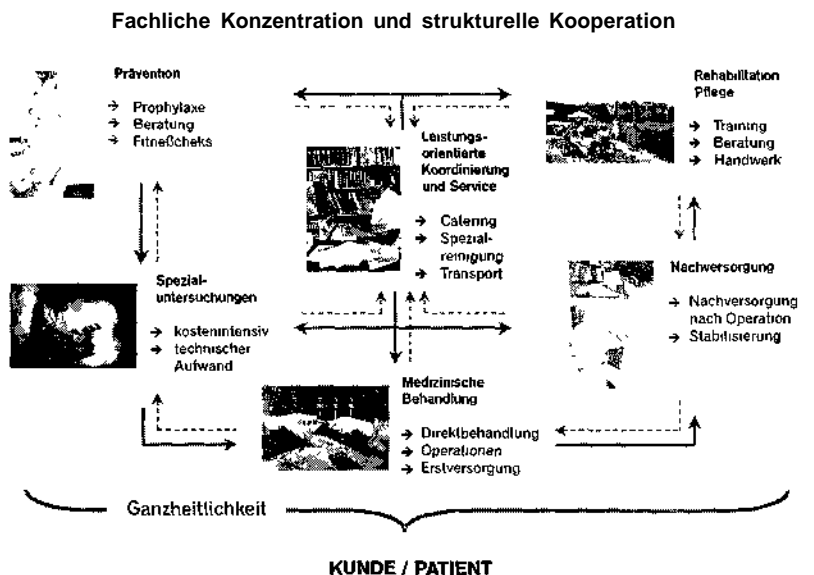 Fachliche Konzentration und strukturelle Kooperation
Prävention
→ Prophylaxe
→ Beratung
→ Fitneßcheks
Leistungs-
orientierte
Koordinierung
und Service
→ Catering
→ Spezial-
reinigung
→ Transport
Rehabilitation
Pflege
→ Training
→ Beratung
→ Handwerk
Spezial-
untersuchungen
→ kostenintensiv
→ technischer
Aufwand
Nachversorgung
→ Nachversorgung
nach Operation
→ Stabilisierung
Medizinische
Behandlung
→ Direktbehandlung
→ Operationen
→ Erstversorgung
Ganzheitlichkeit
KUNDE / PATIENT